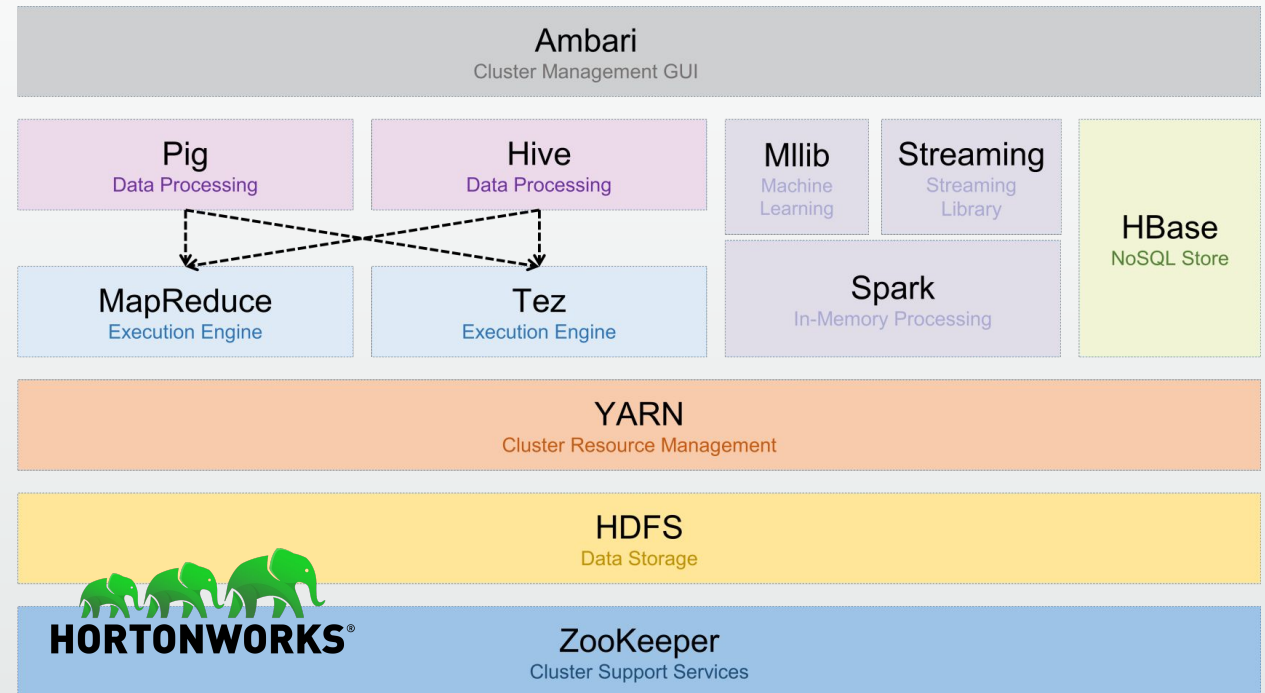 Ambari
Cluster Management GUI
Pig
Data Processing
Hive
Data Processing
Mllib
Machine
Learning
Streaming
Streaming
Library
HBase
NoSQL Store
MapReduce
Execution Engine
Tez
Execution Engine
Spark
In-Memory Processing
YARN
Cluster Resource Management
HDFS
Data Storage
HORTONWORKS®
ZooKeeper
Cluster Support Services